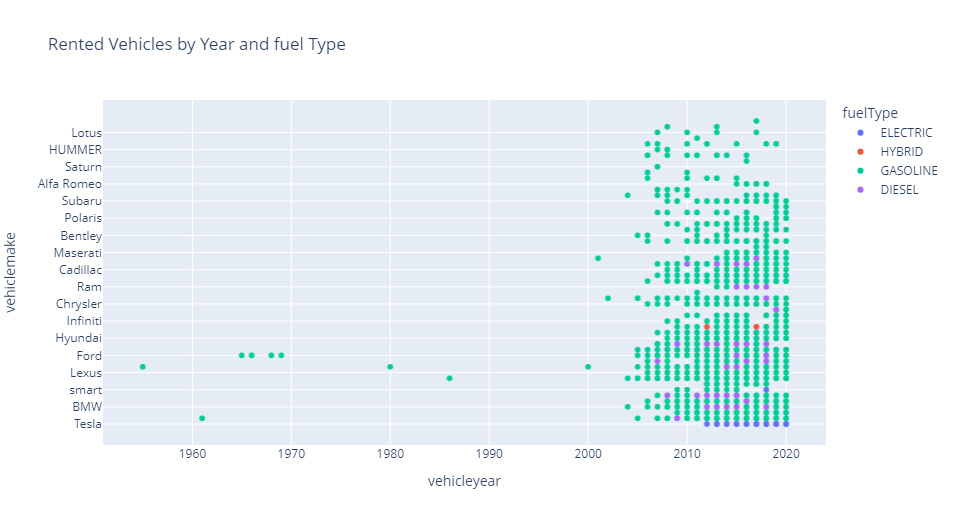 Rented Vehicles by Year and fuel Type
fuelType
ELECTRIC
HYBRID
GASOLINE
DIESEL
vehiclemake
Lotus
HUMMER
Saturn
Alfa Romeo
Subaru
Polaris
Bentley
Maserati
Cadillac
Ram
Chrysler
Infiniti
Hyundai
Ford
Lexus
smart
BMW
Tesla
1960 1970 1980 1990 2000 2010 2020
vehicleyear